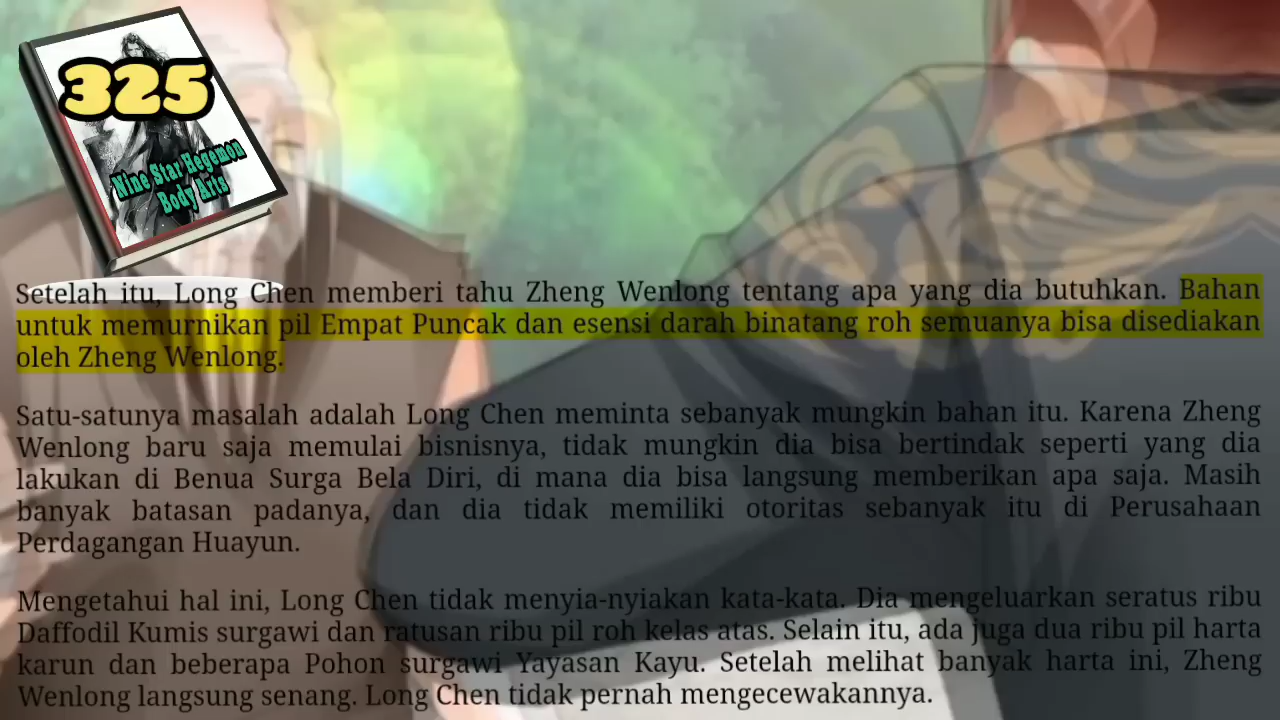 325
Nine Star Hegemon
Body Arts
Setelah itu, Long Chen memberi tahu Zheng Wenlong tentang apa yang dia butuhkan. Bahan
untuk memurnikan pil Empat Puncak dan esensi darah binatang roh semuanya bisa disediakan
oleh Zheng Wenlong.
Satu-satunya masalah adalah Long Chen meminta sebanyak mungkin bahan itu. Karena Zheng
Wenlong baru saja memulai bisnisnya, tidak mungkin dia bisa bertindak seperti yang dia
lakukan di Benua Surga Bela Diri, di mana dia bisa langsung memberikan apa saja. Masih
banyak batasan padanya, dan dia tidak memiliki otoritas sebanyak itu di Perusahaan
Perdagangan Huayun.
Mengetahui hal ini, Long Chen tidak menyia-nyiakan kata-kata. Dia mengeluarkan seratus ribu
Daffodil Kumis surgawi dan ratusan ribu pil roh kelas atas. Selain itu, ada juga dua ribu pil harta
karun dan beberapa Pohon surgawi Yayasan Kayu. Setelah melihat banyak harta ini, Zheng
Wenlong langsung senang. Long Chen tidak pernah mengecewakannya.